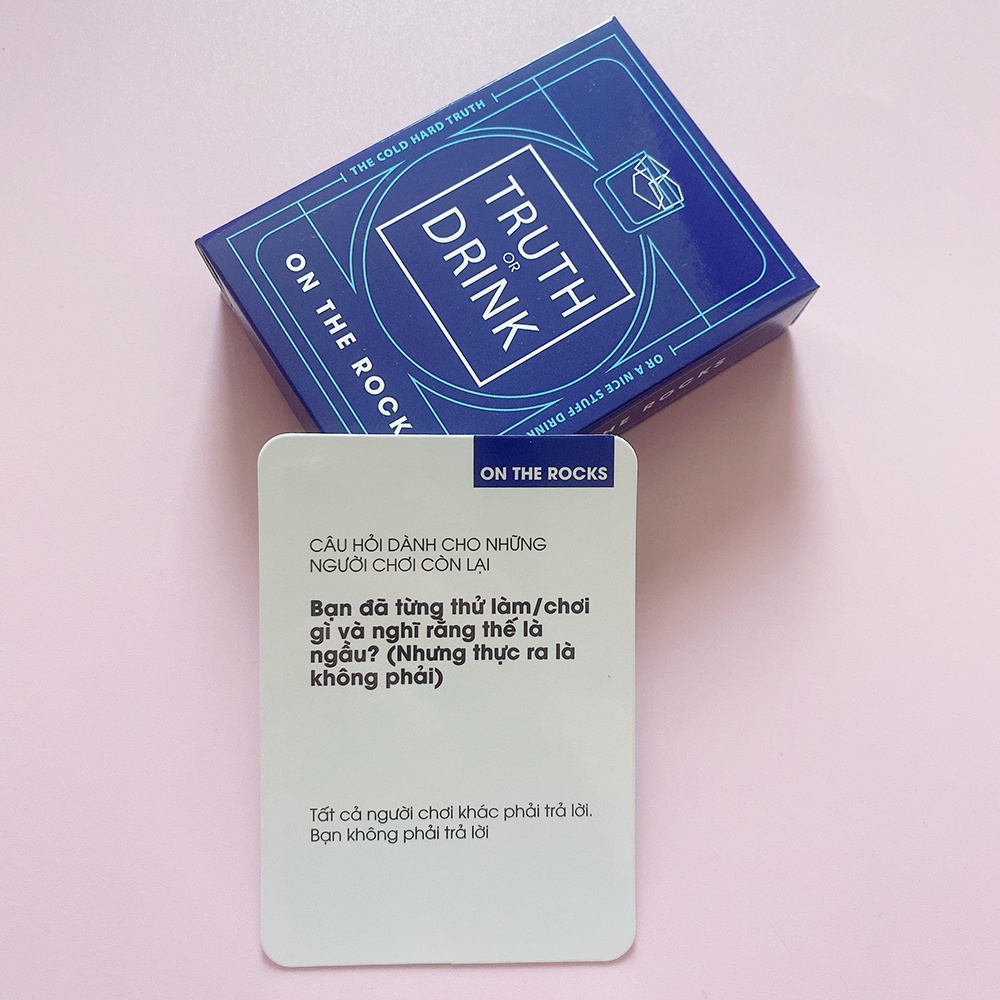 THE COLD HARD TRUTH
TRUTH
OR
DRINK
ON THE ROCK
OR A NICE STUFF DRINK
HE ROCKS
ON THE ROCKS
CÂU HỎI DÀNH CHO NHỮNG
NGƯỜI CHƠI CÒN LẠI
Bạn đã từng thử làm/chơi
gì và nghĩ rằng thế là
ngầu? (Nhưng thực ra là
không phải)
Tất cả người chơi khác phải trả lời.
Bạn không phải trả lời